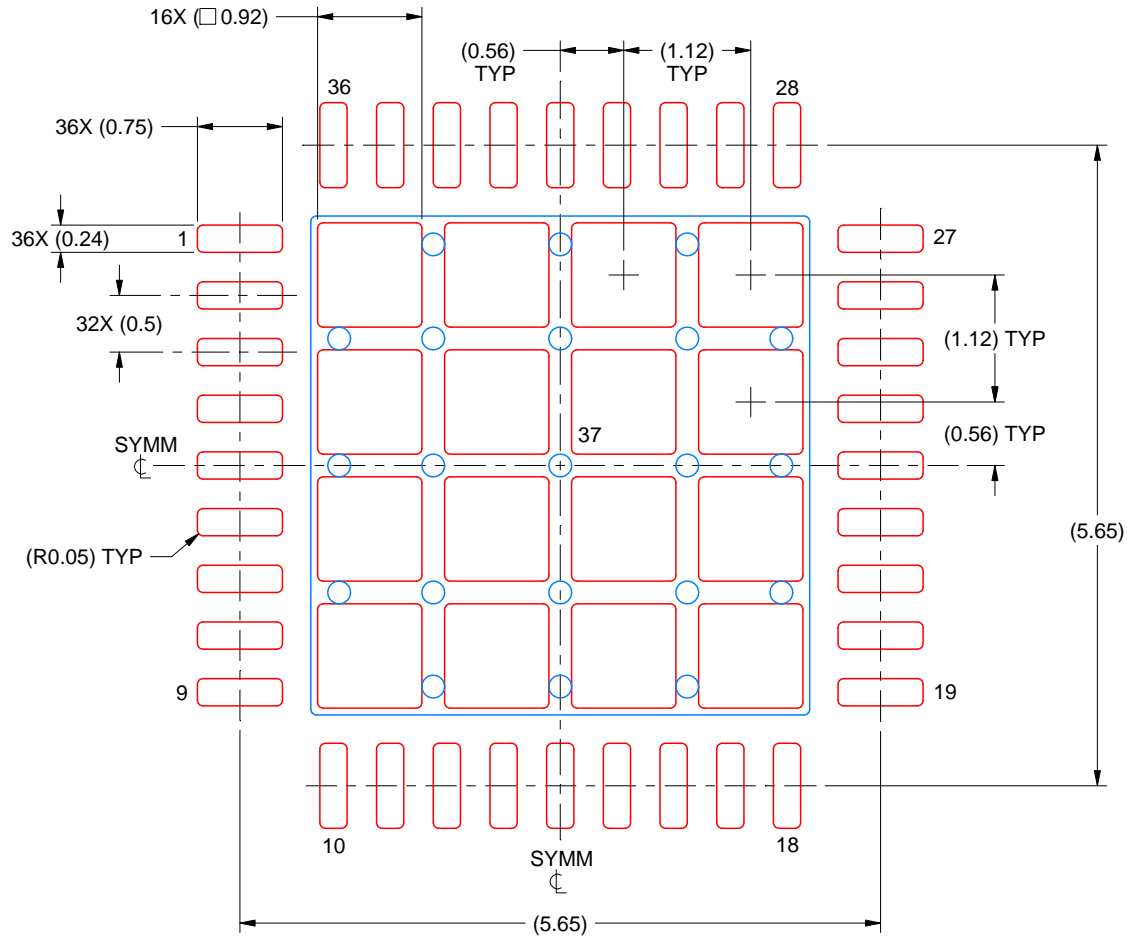 16X (□ 0.92)
(0.56)
TYP
(1.12)
TYP
36
28
36X (0.75)
36X (0.24)
1
27
32X (0.5)
(1.12) TYP
37
(0.56) TYP
SYMM
℄
(5.65)
(R0.05) TYP
9
19
10
18
SYMM
℄
(5.65)